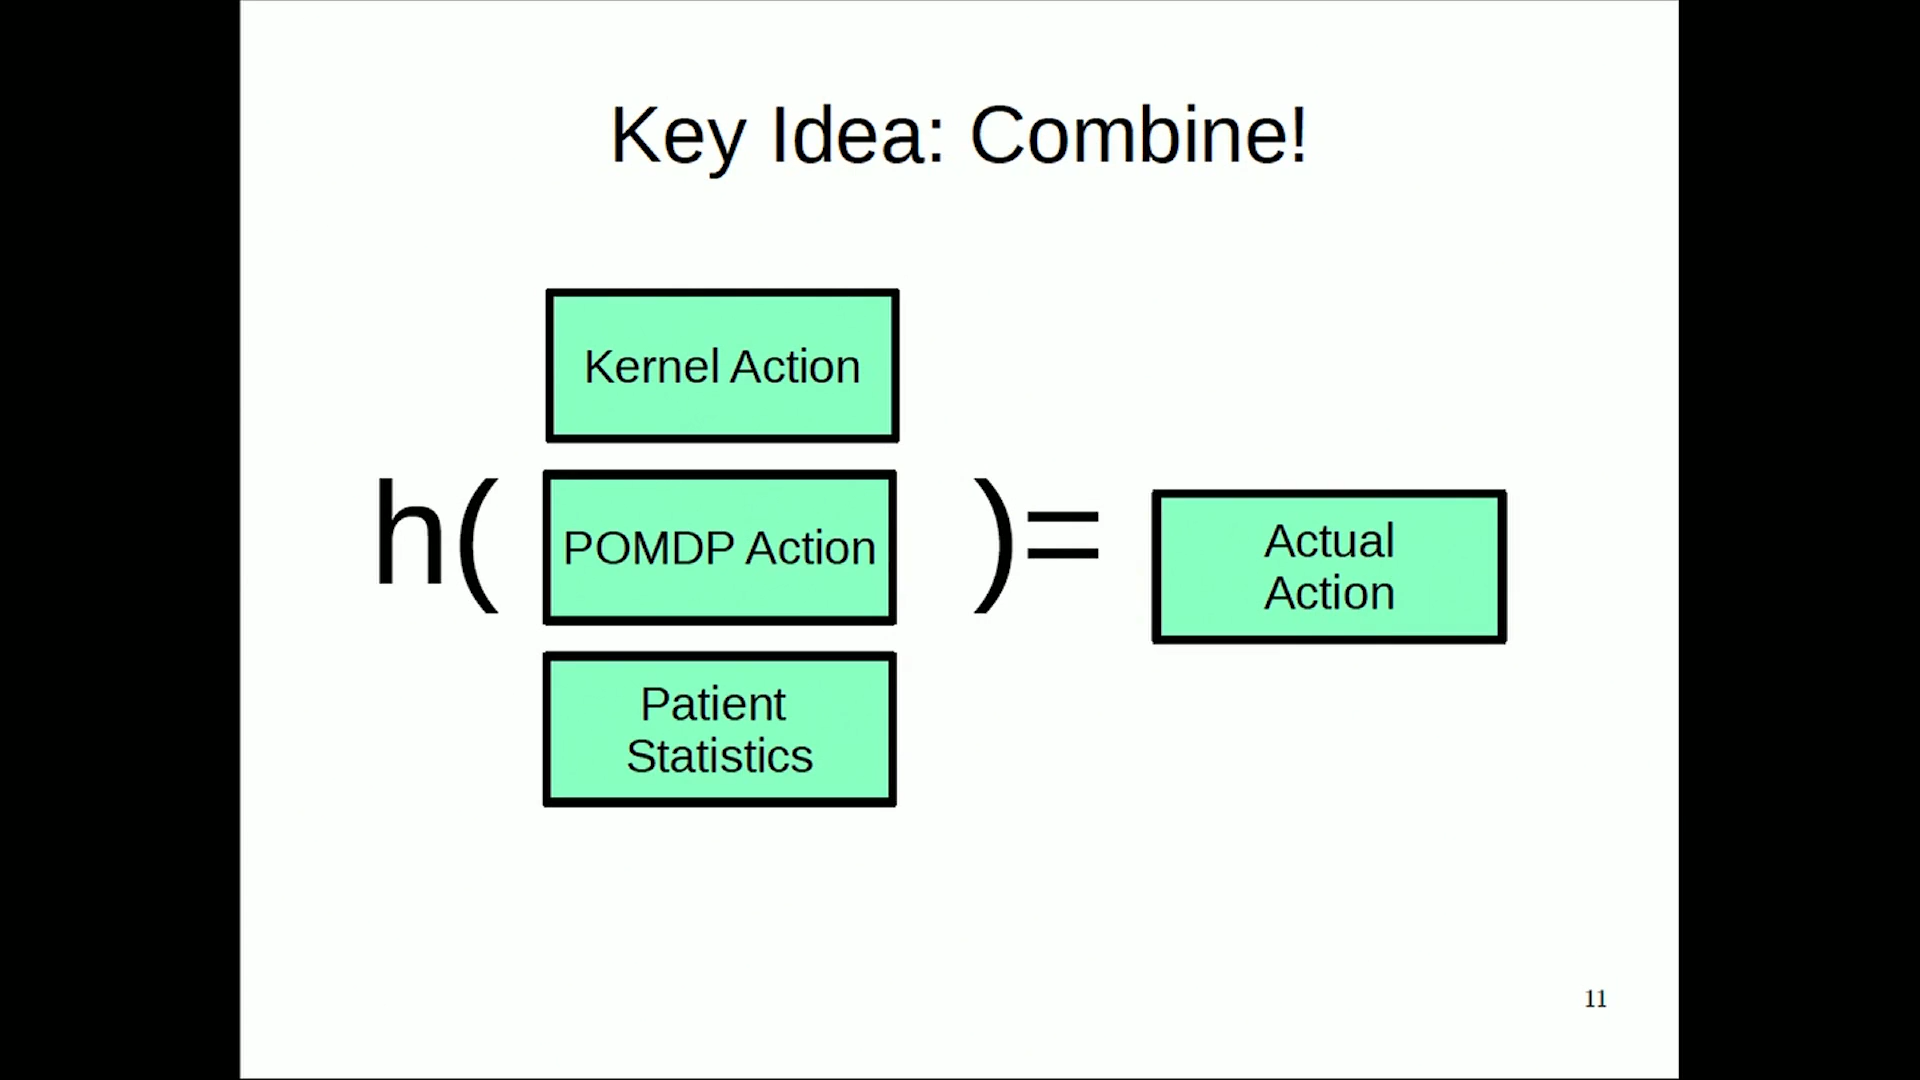 Key Idea: Combine!
Kernel Action
h(
POMDP Action
)=
Actual
Action
Patient
Statistics
11